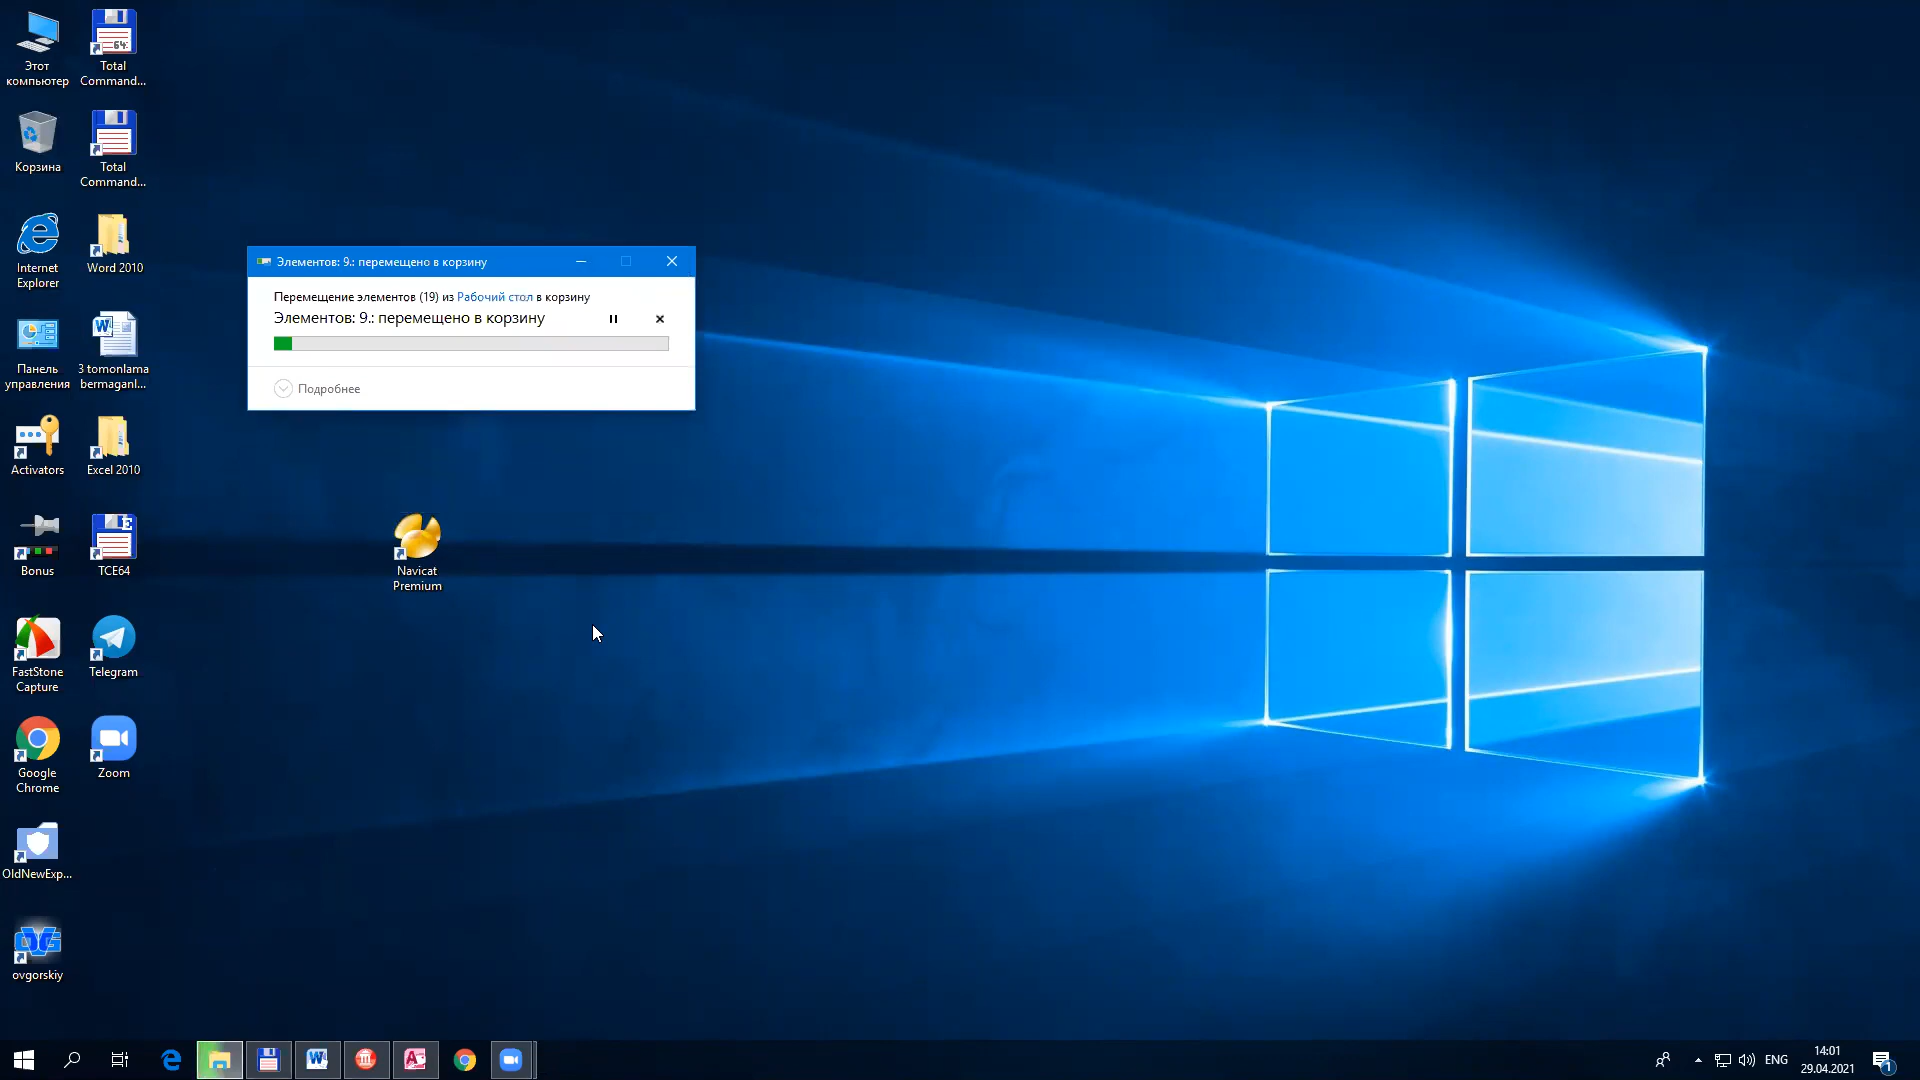 Этот
компьютер
Total
Command...
64
Корзина
Total
Command...
Internet
Explorer
Word 2010
Панель
управления
3 tomonlama
bermaganl...
Activators
Excel 2010
Bonus
TCE64
FastStone
Capture
Telegram
Google
Chrome
Zoom
OldNewExp...
ovgorskiy
Элементов: 9.: перемещено в корзину
Перемещение элементов (19) из Рабочий стол в корзину
Элементов: 9.: перемещено в корзину
Подробнее
Navicat
Premium
ENG
14:01
29.04.2021
1